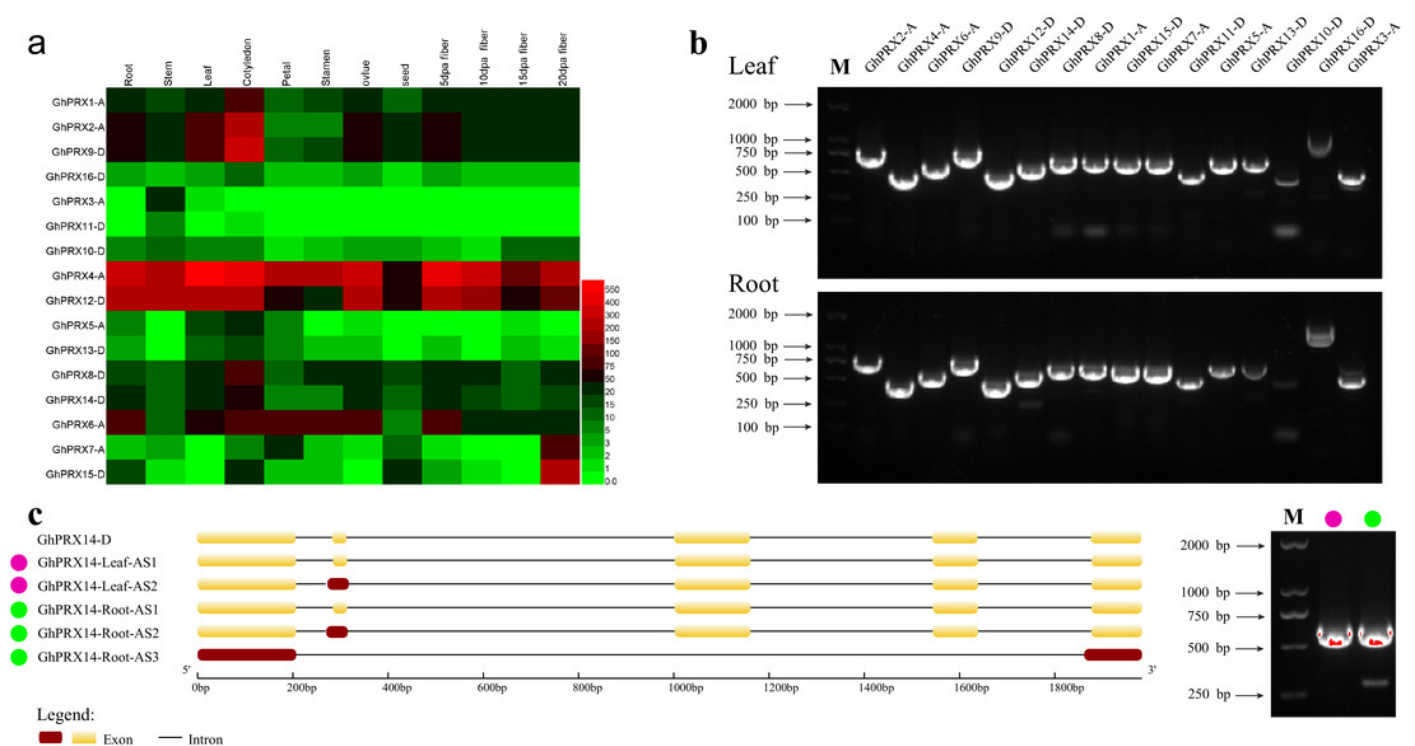 a
Root Stem Leaf Cotyledon Petal Stamen ovlue seed 5dpa fiber 10dpa fiber 15dpa fiber 20dpa fiber
GhPRX1-A
GhPRX2-A
GhPRX9-D
GhPRX16-D
GhPRX3-A
GhPRX11-D
GhPRX10-D
GhPRX4-A
GhPRX12-D
GhPRX5-A
GhPRX13-D
GhPRX8-D
GhPRX14-D
GhPRX6-A
GhPRX7-A
GhPRX15-D
550
400
300
200
150
100
75
50
20
15
10
5
3
2
1
0.0
b
Leaf
M GhPRX2-A GhPRX4-A GhPRX6-A GhPRX9-D GhPRX12-D GhPRX14-D GhPRX8-D GhPRX1-A GhPRX15-D GhPRX7-A GhPRX11-D GhPRX5-A GhPRX13-D GhPRX10-D GhPRX16-D GhPRX3-A
2000 bp
1000 bp
750 bp
500 bp
250 bp
100 bp
Root
2000 bp
1000 bp
750 bp
500 bp
250 bp
100 bp
c
GhPRX14-D
GhPRX14-Leaf-AS1
GhPRX14-Leaf-AS2
GhPRX14-Root-AS1
GhPRX14-Root-AS2
GhPRX14-Root-AS3
5' 3'
0bp 200bp 400bp 600bp 800bp 1000bp 1200bp 1400bp 1600bp 1800bp
Legend:
Exon Intron
M
2000 bp
1000 bp
750 bp
500 bp
250 bp